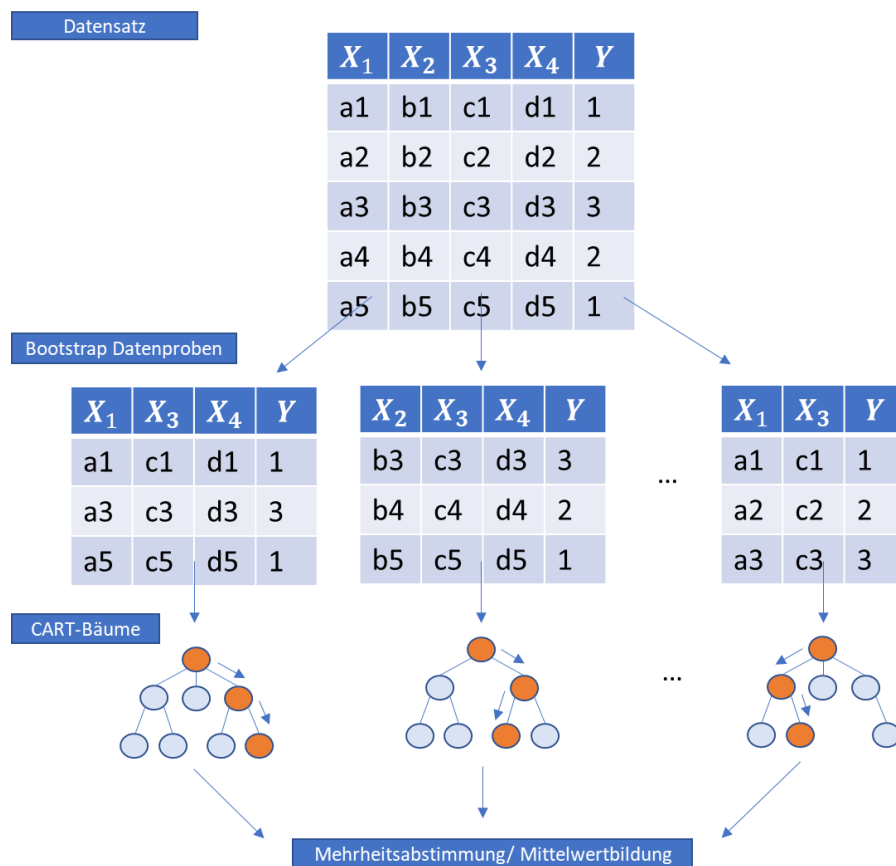 Datensatz
X₁ X₂ X₃ X₄ Y
a1 b1 c1 d1 1
a2 b2 c2 d2 2
a3 b3 c3 d3 3
a4 b4 c4 d4 2
a5 b5 c5 d5 1
Bootstrap Datenproben
X₁ X₃ X₄ Y
a1 c1 d1 1
a3 c3 d3 3
a5 c5 d5 1
X₂ X₃ X₄ Y
b3 c3 d3 3
b4 c4 d4 2
b5 c5 d5 1
...
X₁ X₃ Y
a1 c1 1
a2 c2 2
a3 c3 3
CART-Bäume
...
Mehrheitsabstimmung/ Mittelwertbildung